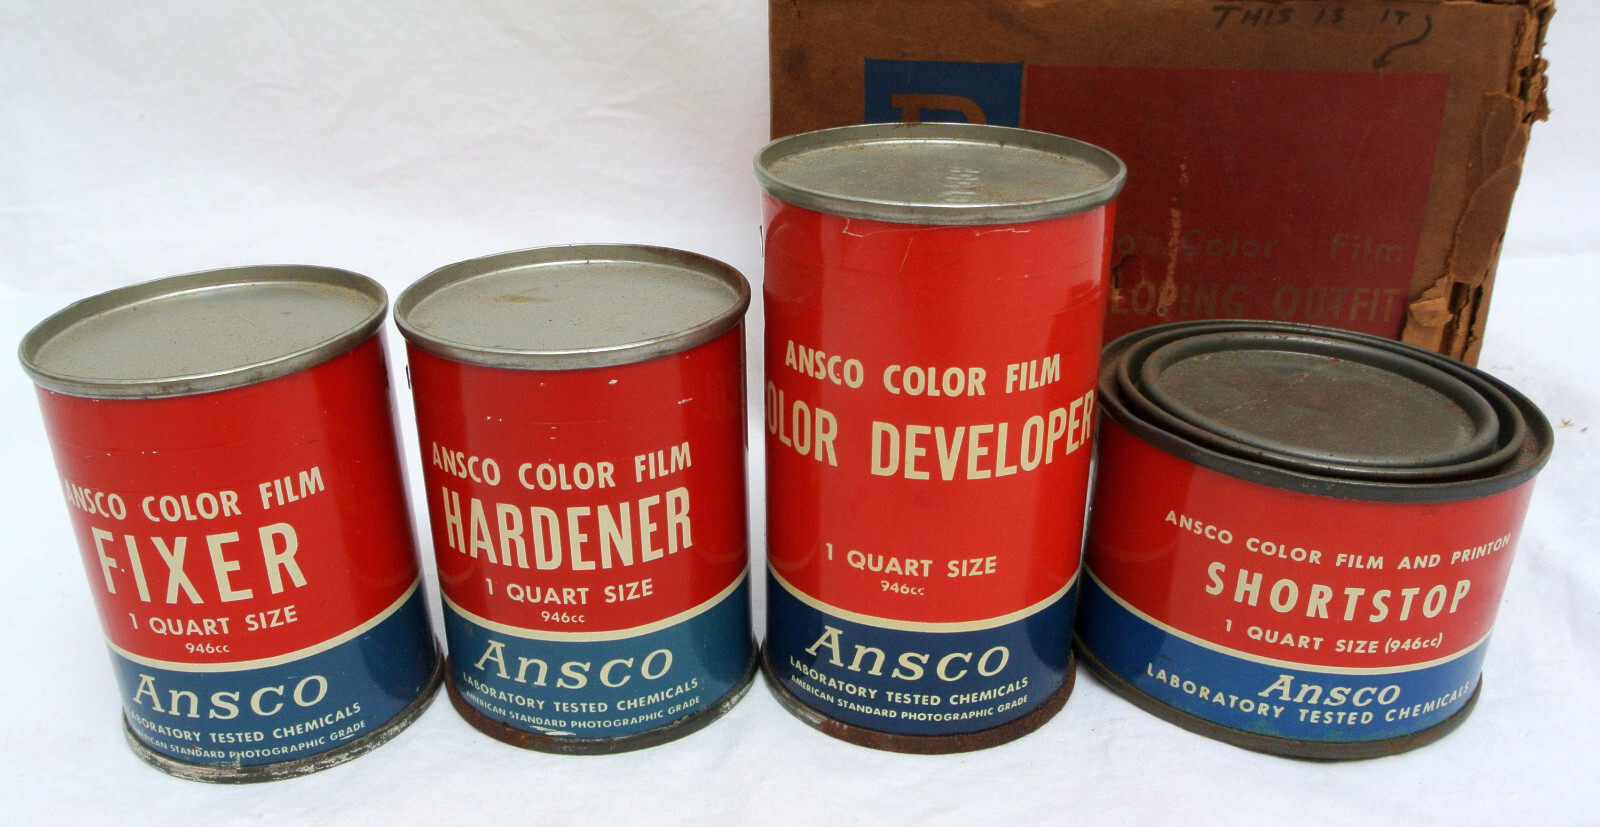 THIS IS IT
Color Film
OUTFIT
ANSCO COLOR FILM
FIXER
1 QUART SIZE
946cc
Ansco
LABORATORY TESTED CHEMICALS
AMERICAN STANDARD PHOTOGRAPHIC GRADE
ANSCO COLOR FILM
HARDENER
1 QUART SIZE
946cc
Ansco
LABORATORY TESTED CHEMICALS
AMERICAN STANDARD PHOTOGRAPHIC GRADE
ANSCO COLOR FILM
COLOR DEVELOPER
1 QUART SIZE
946cc
Ansco
LABORATORY TESTED CHEMICALS
AMERICAN STANDARD PHOTOGRAPHIC GRADE
ANSCO COLOR FILM AND PRINTON
SHORTSTOP
1 QUART SIZE (946cc)
Ansco
LABORATORY TESTED CHEMICALS